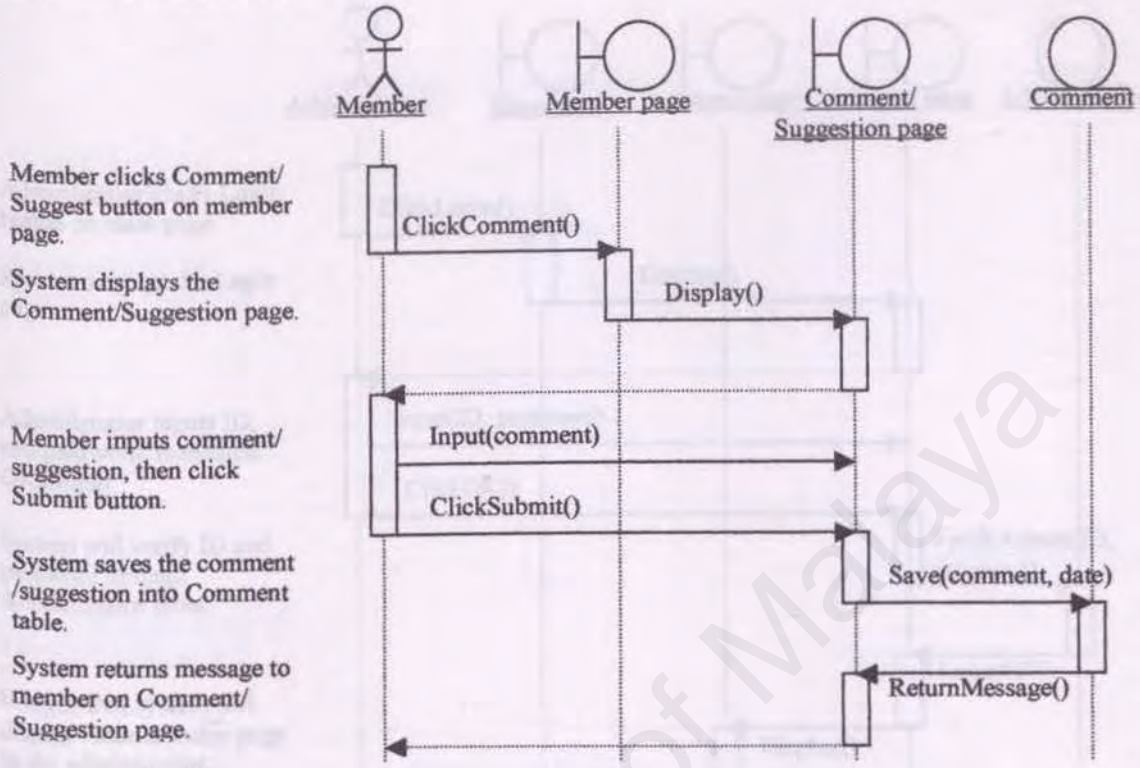 Member
Member page
Comment/
Suggestion page
Comment
Member clicks Comment/
Suggest button on member
page.
ClickComment()
System displays the
Comment/Suggestion page.
Display()
Member inputs comment/
suggestion, then click
Submit button.
Input(comment)
ClickSubmit()
System saves the comment
/suggestion into Comment
table.
Save(comment, date)
System returns message to
member on Comment/
Suggestion page.
ReturnMessage()
of Malaya